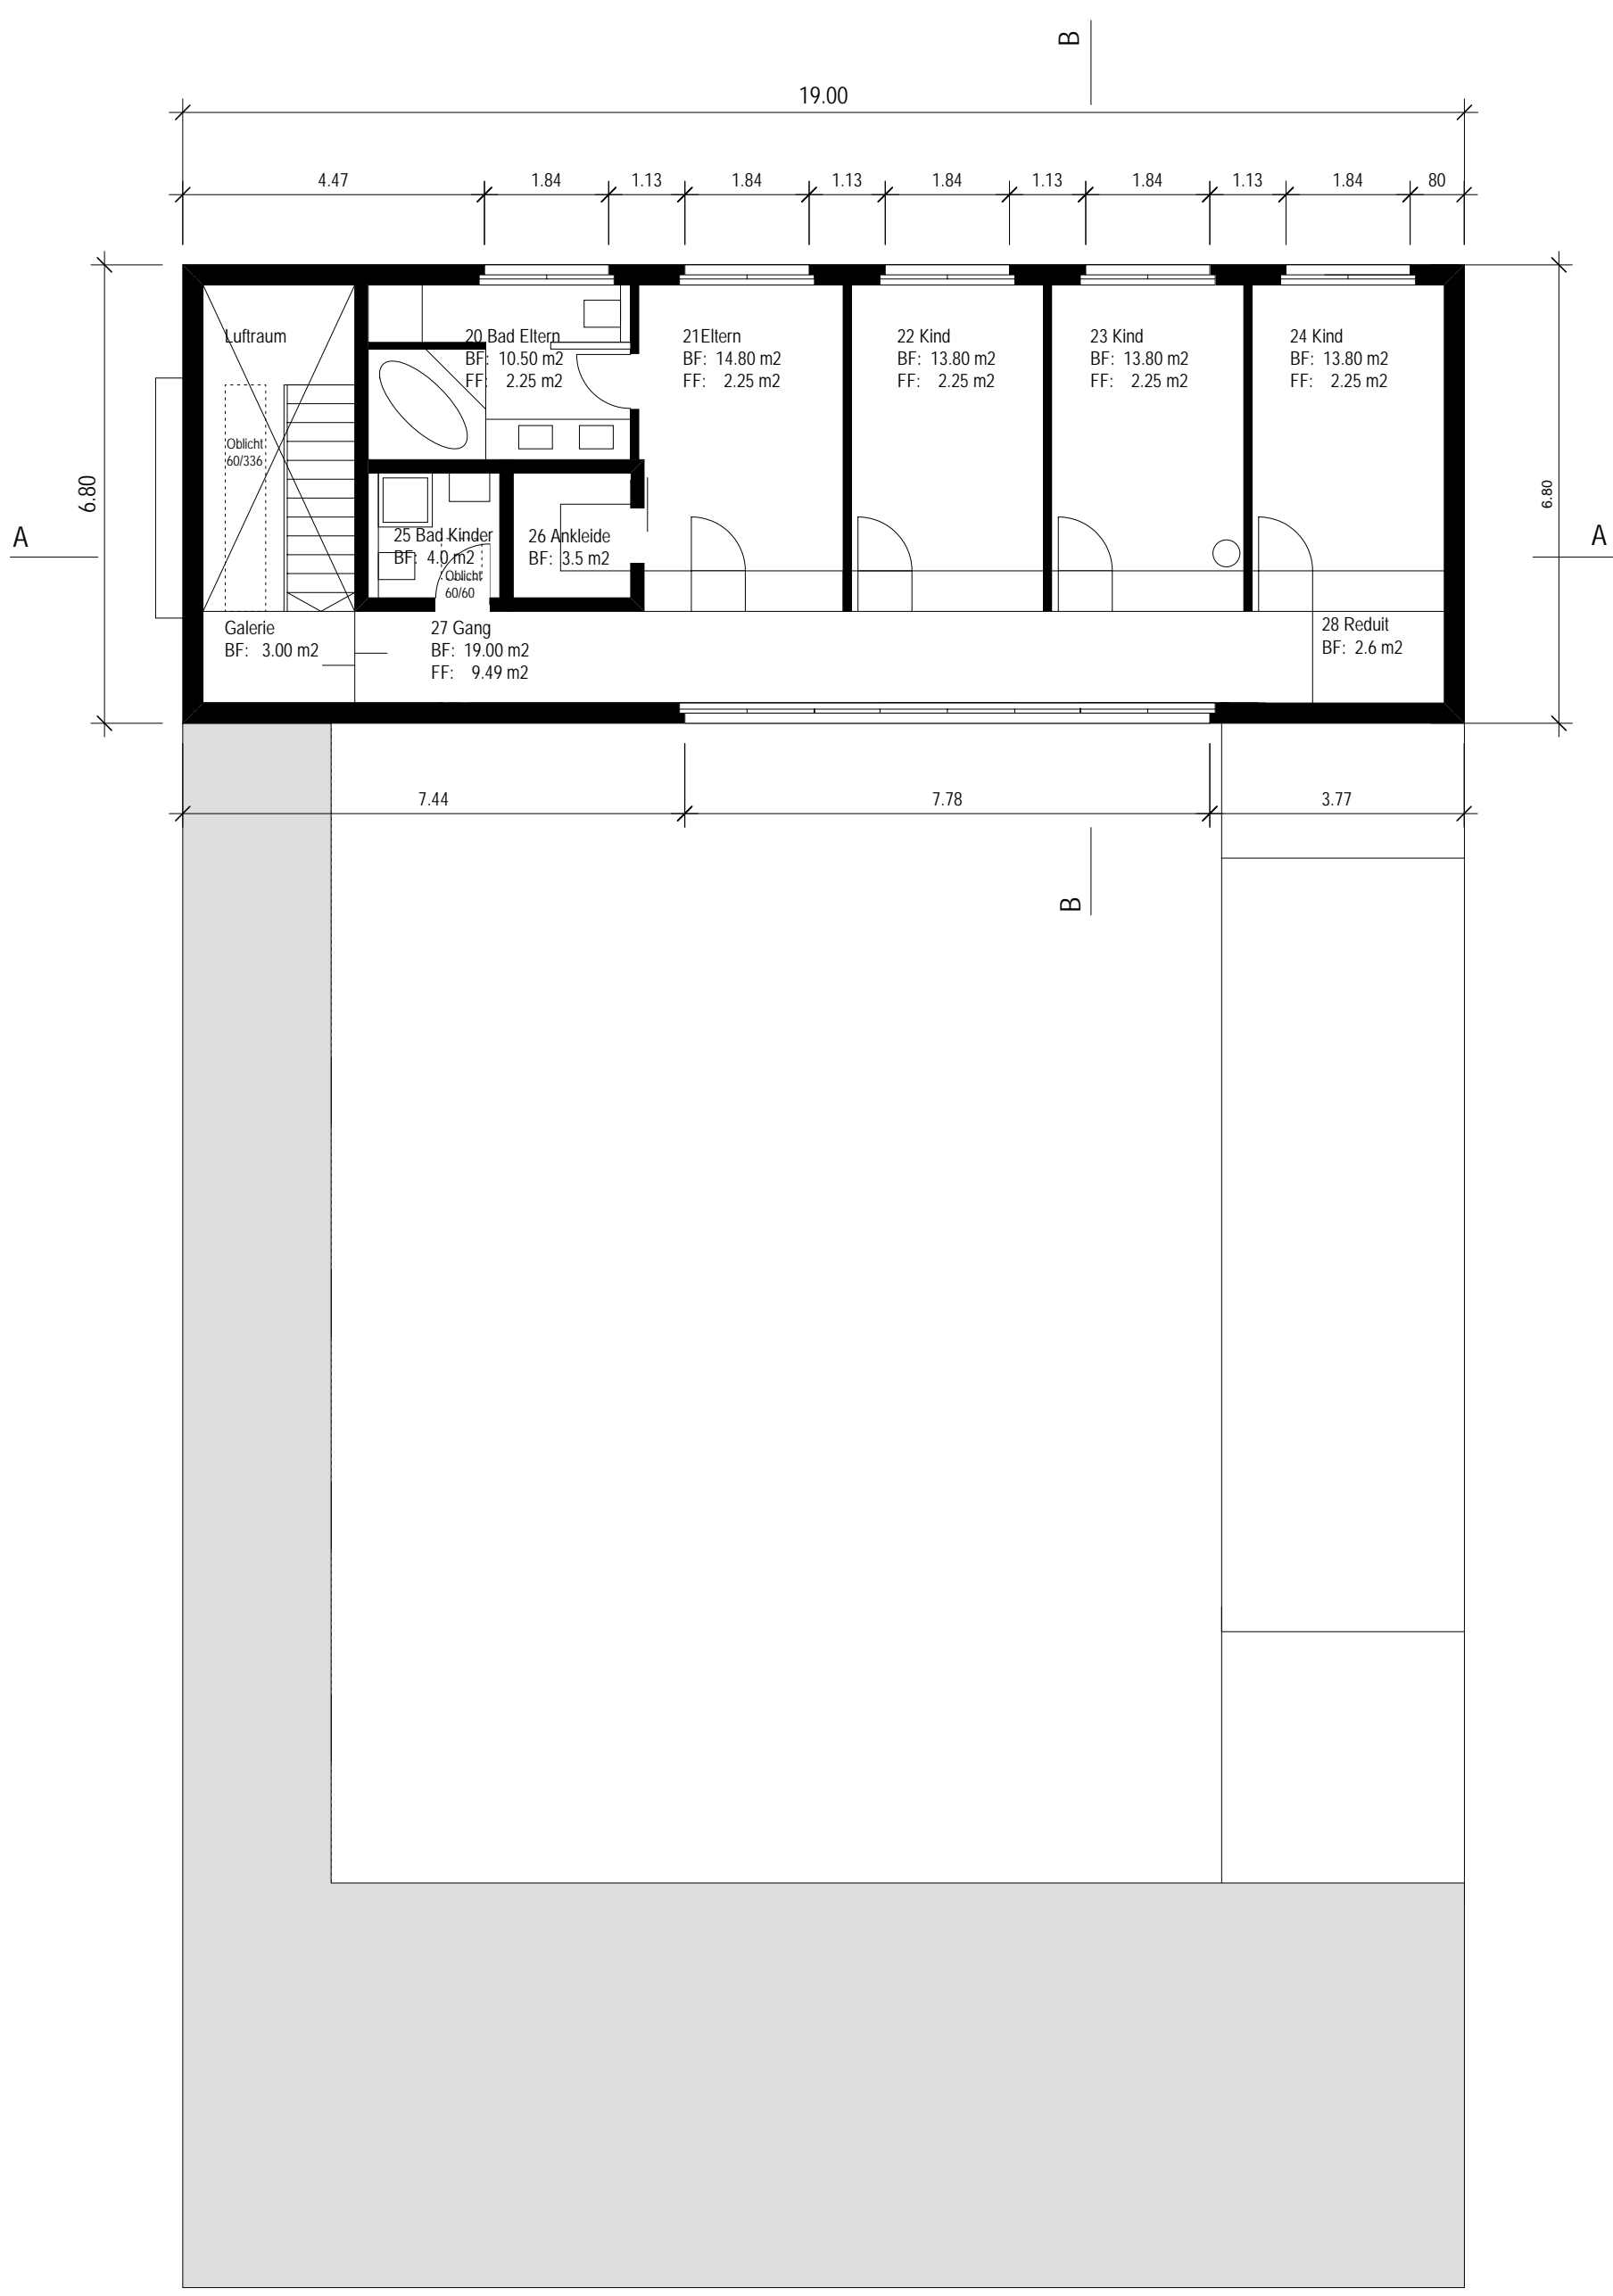 B
19.00
4.47 1.84 1.13 1.84 1.13 1.84 1.13 1.84 1.13 1.84 80
Luftraum
20 Bad Eltern
BF: 10.50 m2
FF: 2.25 m2
21Eltern
BF: 14.80 m2
FF: 2.25 m2
22 Kind
BF: 13.80 m2
FF: 2.25 m2
23 Kind
BF: 13.80 m2
FF: 2.25 m2
24 Kind
BF: 13.80 m2
FF: 2.25 m2
Oblicht
60/336
6.80
6.80
A
A
25 Bad Kinder
BF: 4.0 m2
Oblicht
60/60
26 Ankleide
BF: 3.5 m2
Galerie
BF: 3.00 m2
27 Gang
BF: 19.00 m2
FF: 9.49 m2
28 Reduit
BF: 2.6 m2
7.44 7.78 3.77
B